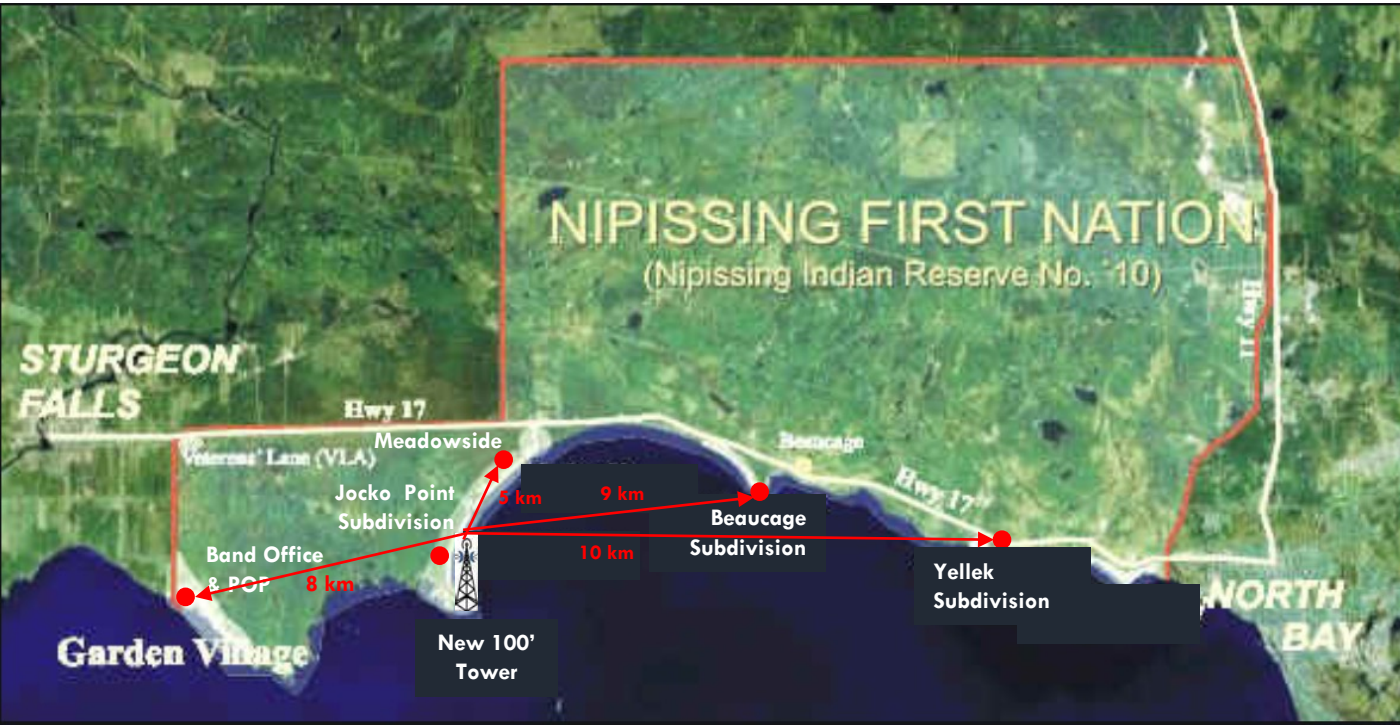 NIPISSING FIRST NATION
(Nipissing Indian Reserve No. `10)
Hwy 11
STURGEON
FALLS
Hwy 17
Meadowside
Veterens' Lane (VLA)
Beaucage
Jocko Point
Subdivision
5 km
9 km
Hwy 17
Beaucage
Subdivision
Band Office
& POP
8 km
10 km
Yellek
Subdivision
NORTH
BAY
Garden Village
New 100’
Tower